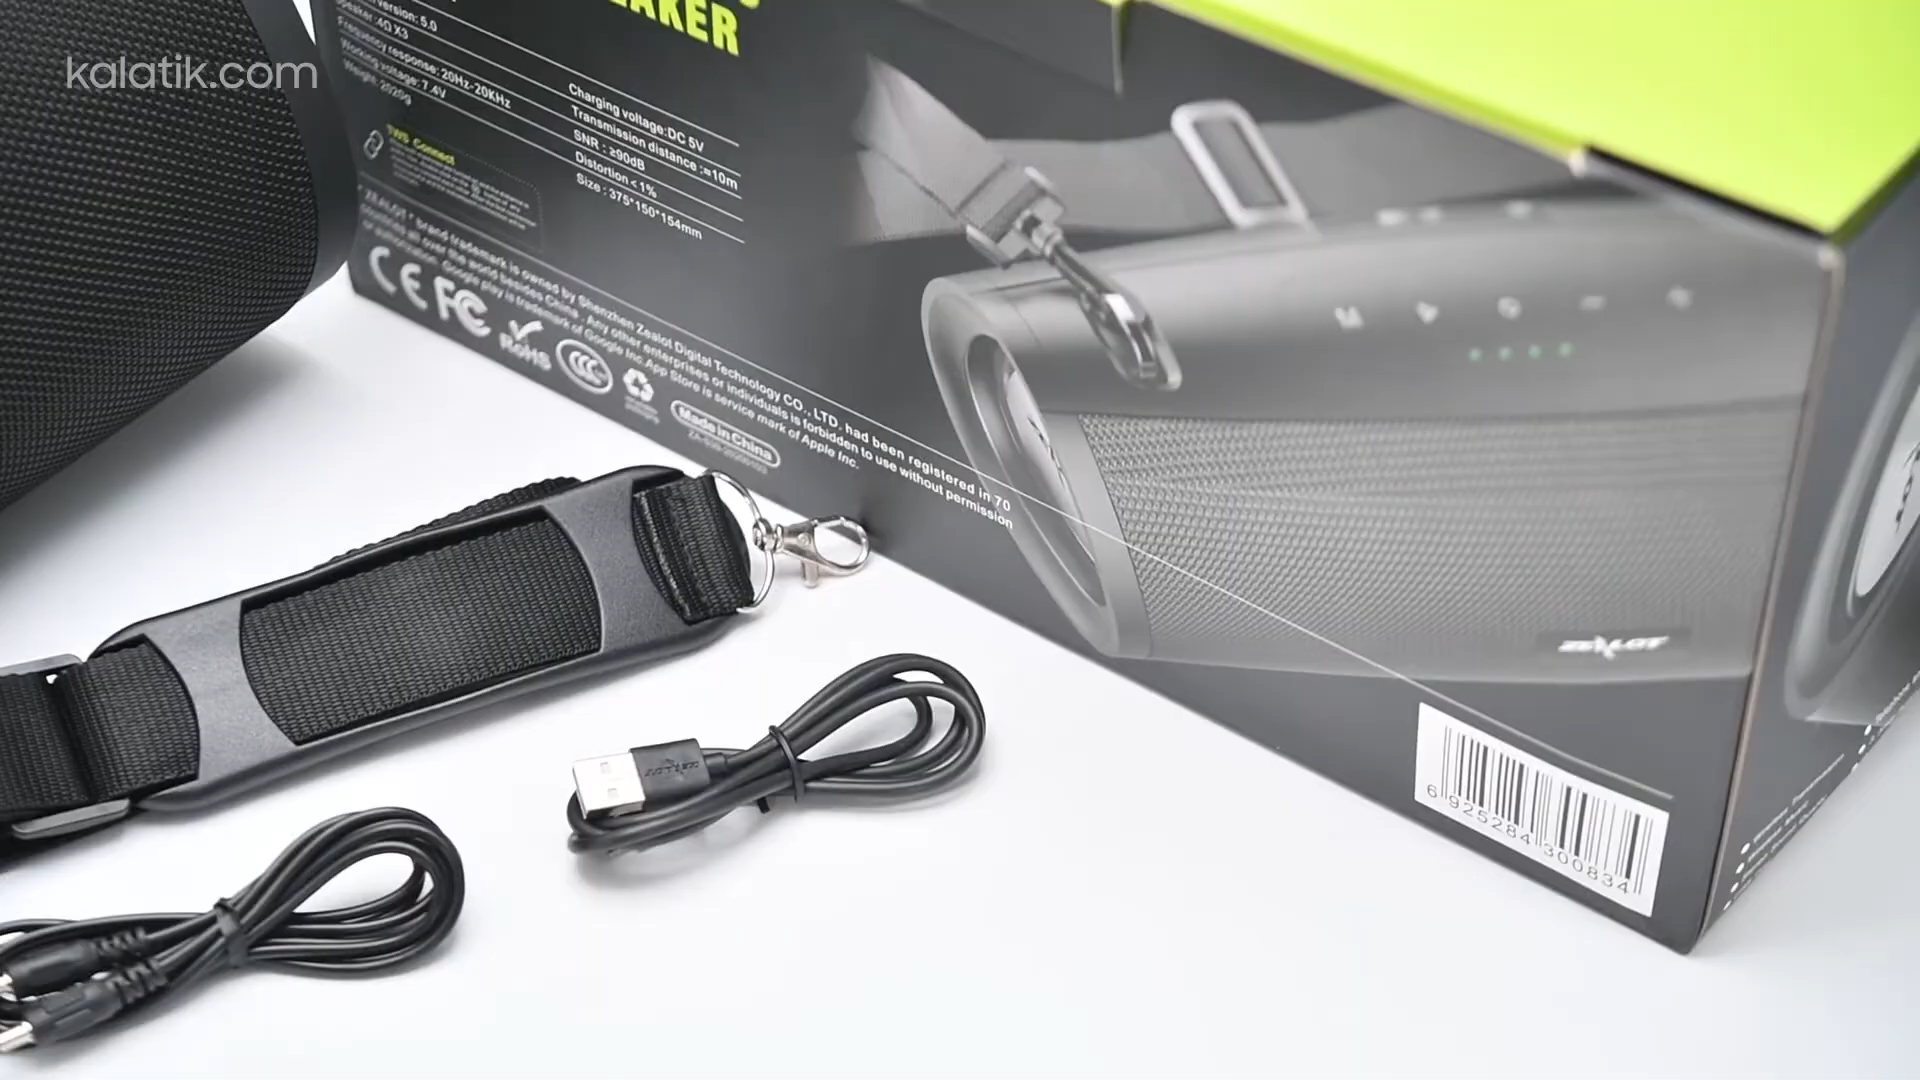 kalatik.com
EAKER
version: 5.0
Speaker:4Ω X3
Frequency response: 20Hz-20KHz
Working voltage: 7.4V
Weight: 2020g
Charging voltage:DC 5V
Transmission distance :≈10m
SNR : ≥90dB
Distortion < 1%
Size : 375*150*154mm
TWS Connect
ZEALOT® brand trademark is owned by Shenzhen Zealot Digital Technology CO., LTD. had been registered in 70
countries all over the world besides China . Any other enterprises or individuals is forbidden to use without permission
or authorization. Google play is trademark of Google Inc.App Store is service mark of Apple Inc.
CE FC
RoHS
CCC
Made in China
ZEALOT
ZEALOT
6 925284 300834